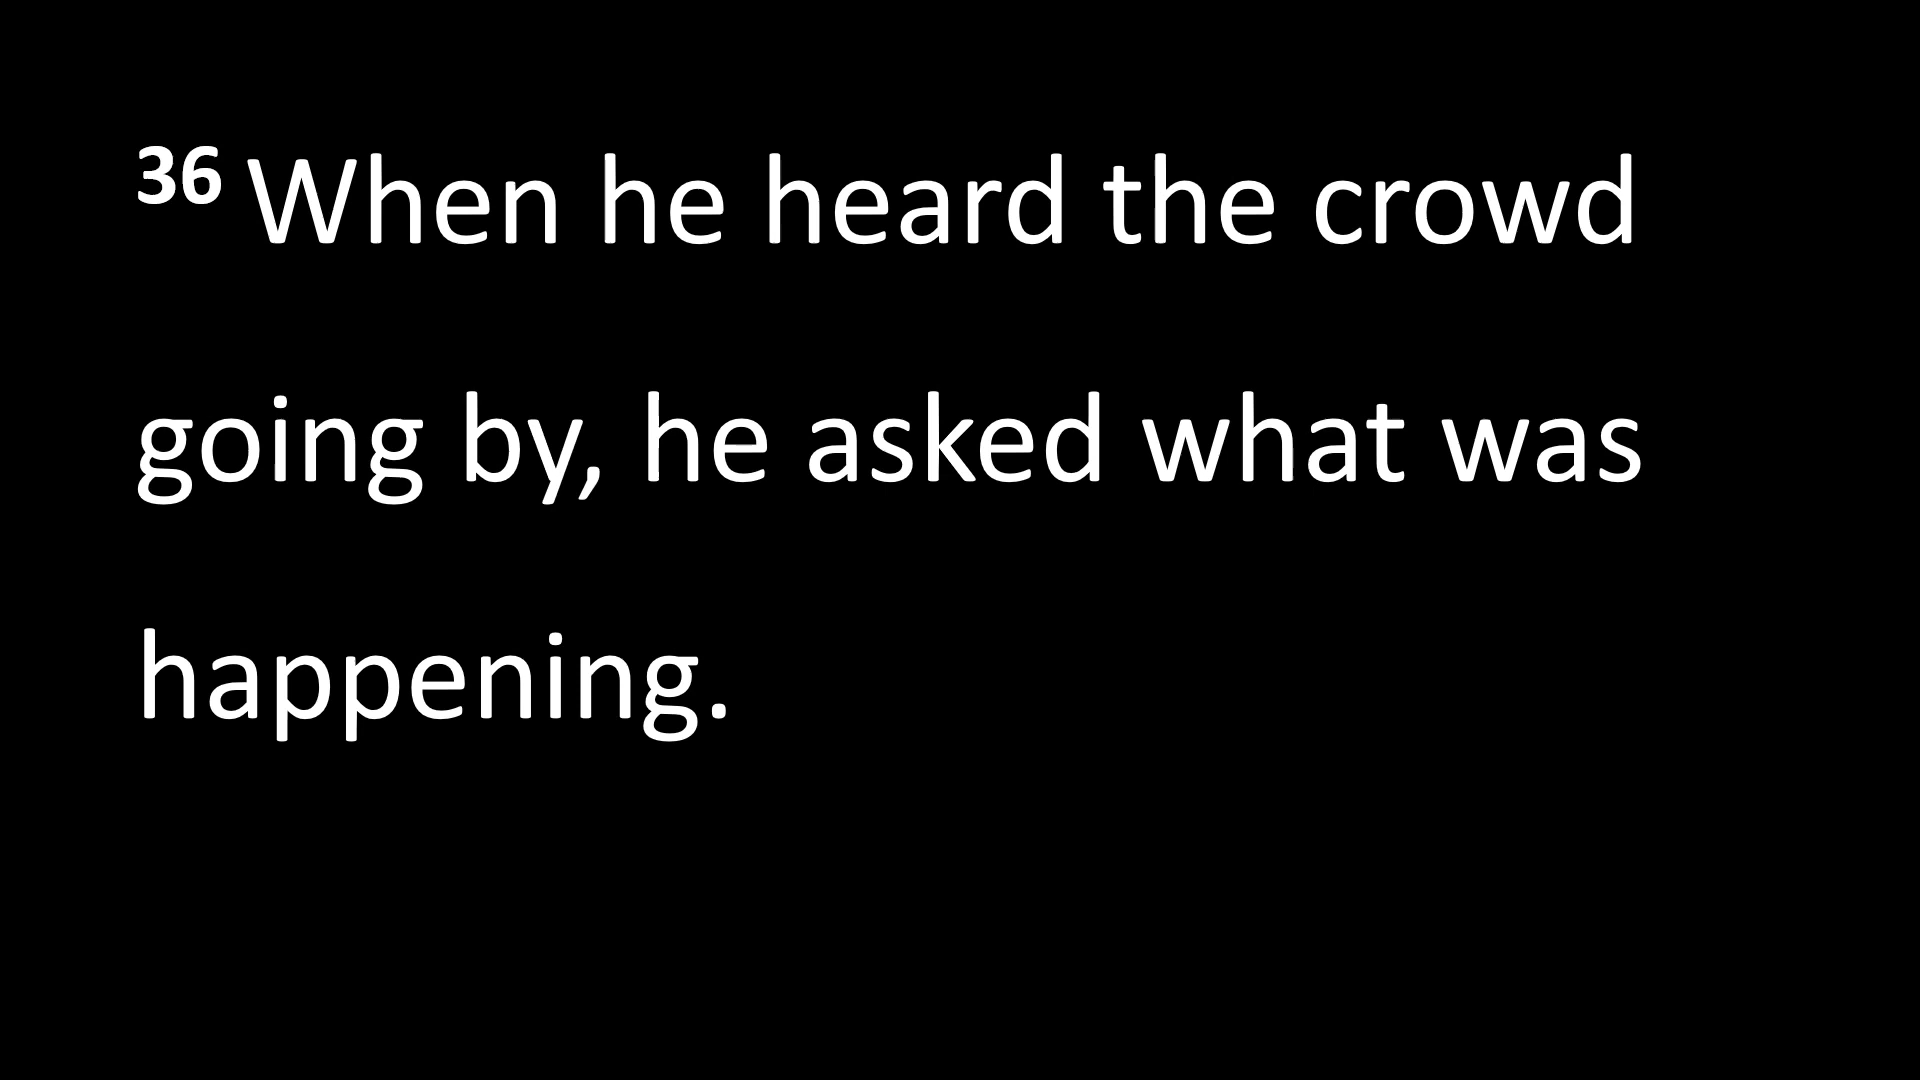 36 When he heard the crowd
going by, he asked what was
happening.